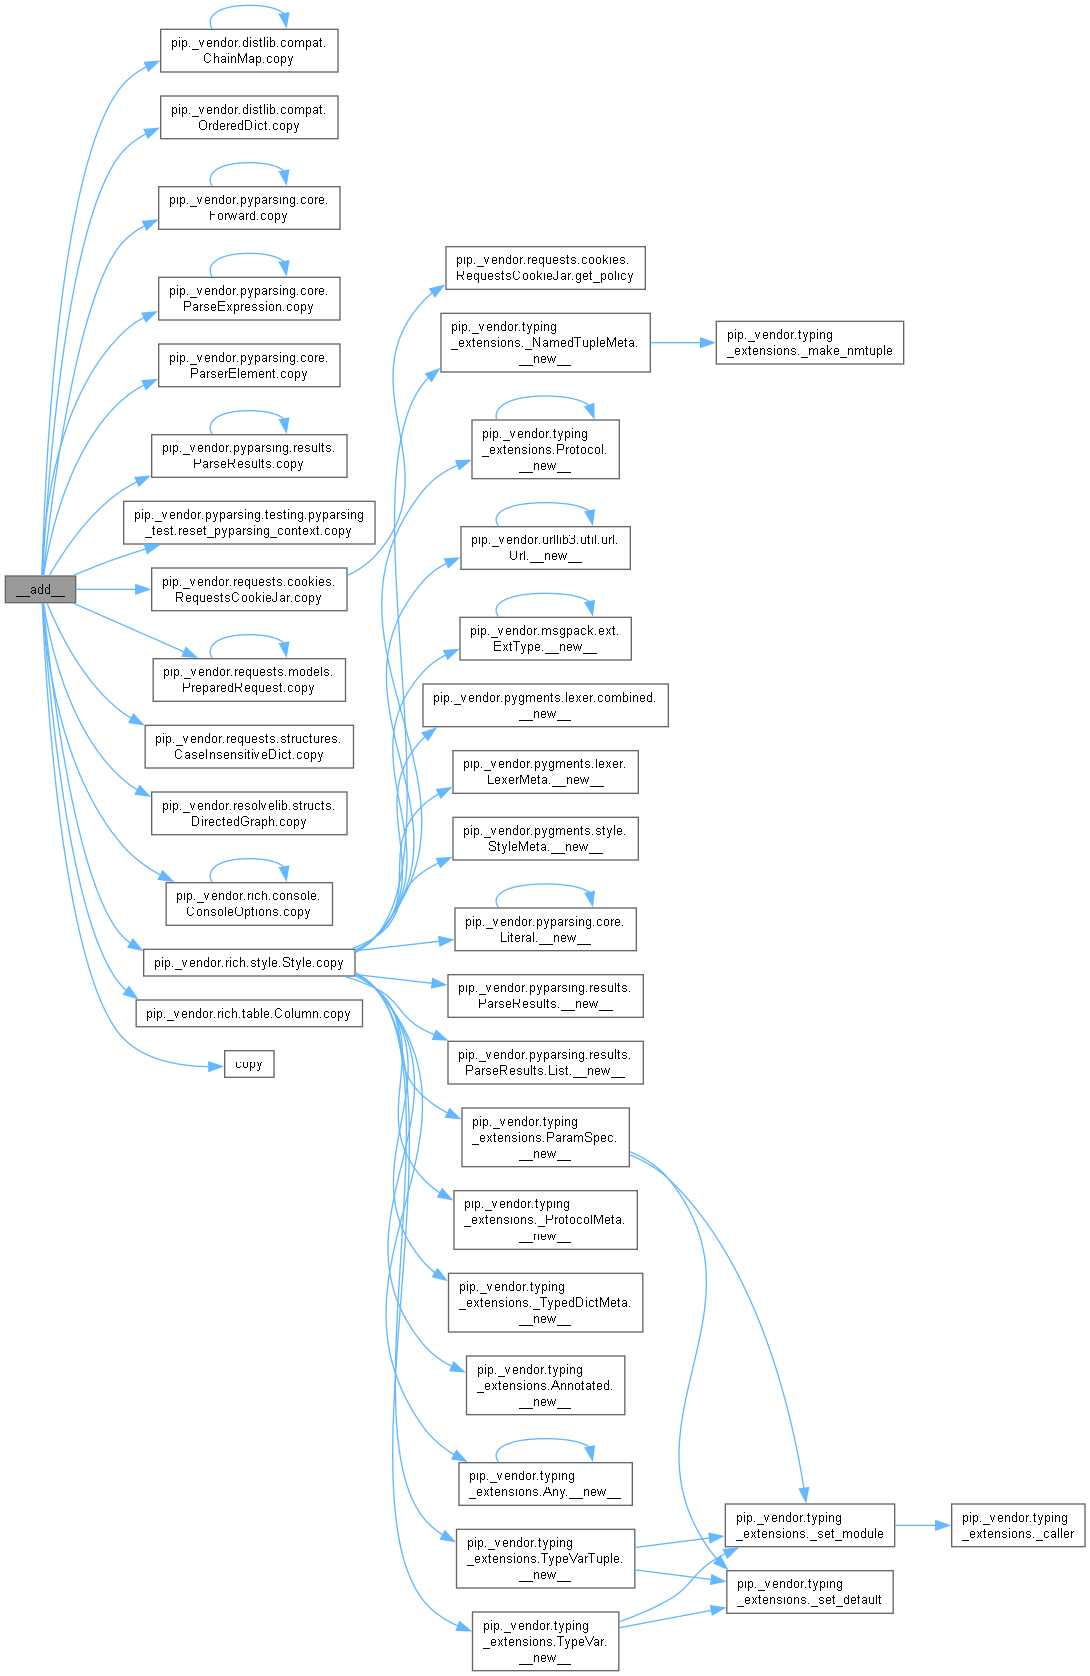 pip._vendor.distlib.compat.
ChainMap.copy
pip._vendor.distlib.compat.
OrderedDict.copy
pip._vendor.pyparsing.core.
Forward.copy
pip._vendor.pyparsing.core.
ParseExpression.copy
pip._vendor.pyparsing.core.
ParserElement.copy
pip._vendor.pyparsing.results.
ParseResults.copy
pip._vendor.pyparsing.testing.pyparsing
_test.reset_pyparsing_context.copy
__add__
pip._vendor.requests.cookies.
RequestsCookieJar.copy
pip._vendor.requests.models.
PreparedRequest.copy
pip._vendor.requests.structures.
CaseInsensitiveDict.copy
pip._vendor.resolvelib.structs.
DirectedGraph.copy
pip._vendor.rich.console.
ConsoleOptions.copy
pip._vendor.rich.style.Style.copy
pip._vendor.rich.table.Column.copy
copy
pip._vendor.requests.cookies.
RequestsCookieJar.get_policy
pip._vendor.typing
_extensions._NamedTupleMeta.
__new__
pip._vendor.typing
_extensions._make_nmtuple
pip._vendor.typing
_extensions.Protocol.
__new__
pip._vendor.urllib3.util.url.
Url.__new__
pip._vendor.msgpack.ext.
ExtType.__new__
pip._vendor.pygments.lexer.combined.
__new__
pip._vendor.pygments.lexer.
LexerMeta.__new__
pip._vendor.pygments.style.
StyleMeta.__new__
pip._vendor.pyparsing.core.
Literal.__new__
pip._vendor.pyparsing.results.
ParseResults.__new__
pip._vendor.pyparsing.results.
ParseResults.List.__new__
pip._vendor.typing
_extensions.ParamSpec.
__new__
pip._vendor.typing
_extensions._ProtocolMeta.
__new__
pip._vendor.typing
_extensions._TypedDictMeta.
__new__
pip._vendor.typing
_extensions.Annotated.
__new__
pip._vendor.typing
_extensions.Any.__new__
pip._vendor.typing
_extensions.TypeVarTuple.
__new__
pip._vendor.typing
_extensions.TypeVar.
__new__
pip._vendor.typing
_extensions._set_module
pip._vendor.typing
_extensions._set_default
pip._vendor.typing
_extensions._caller